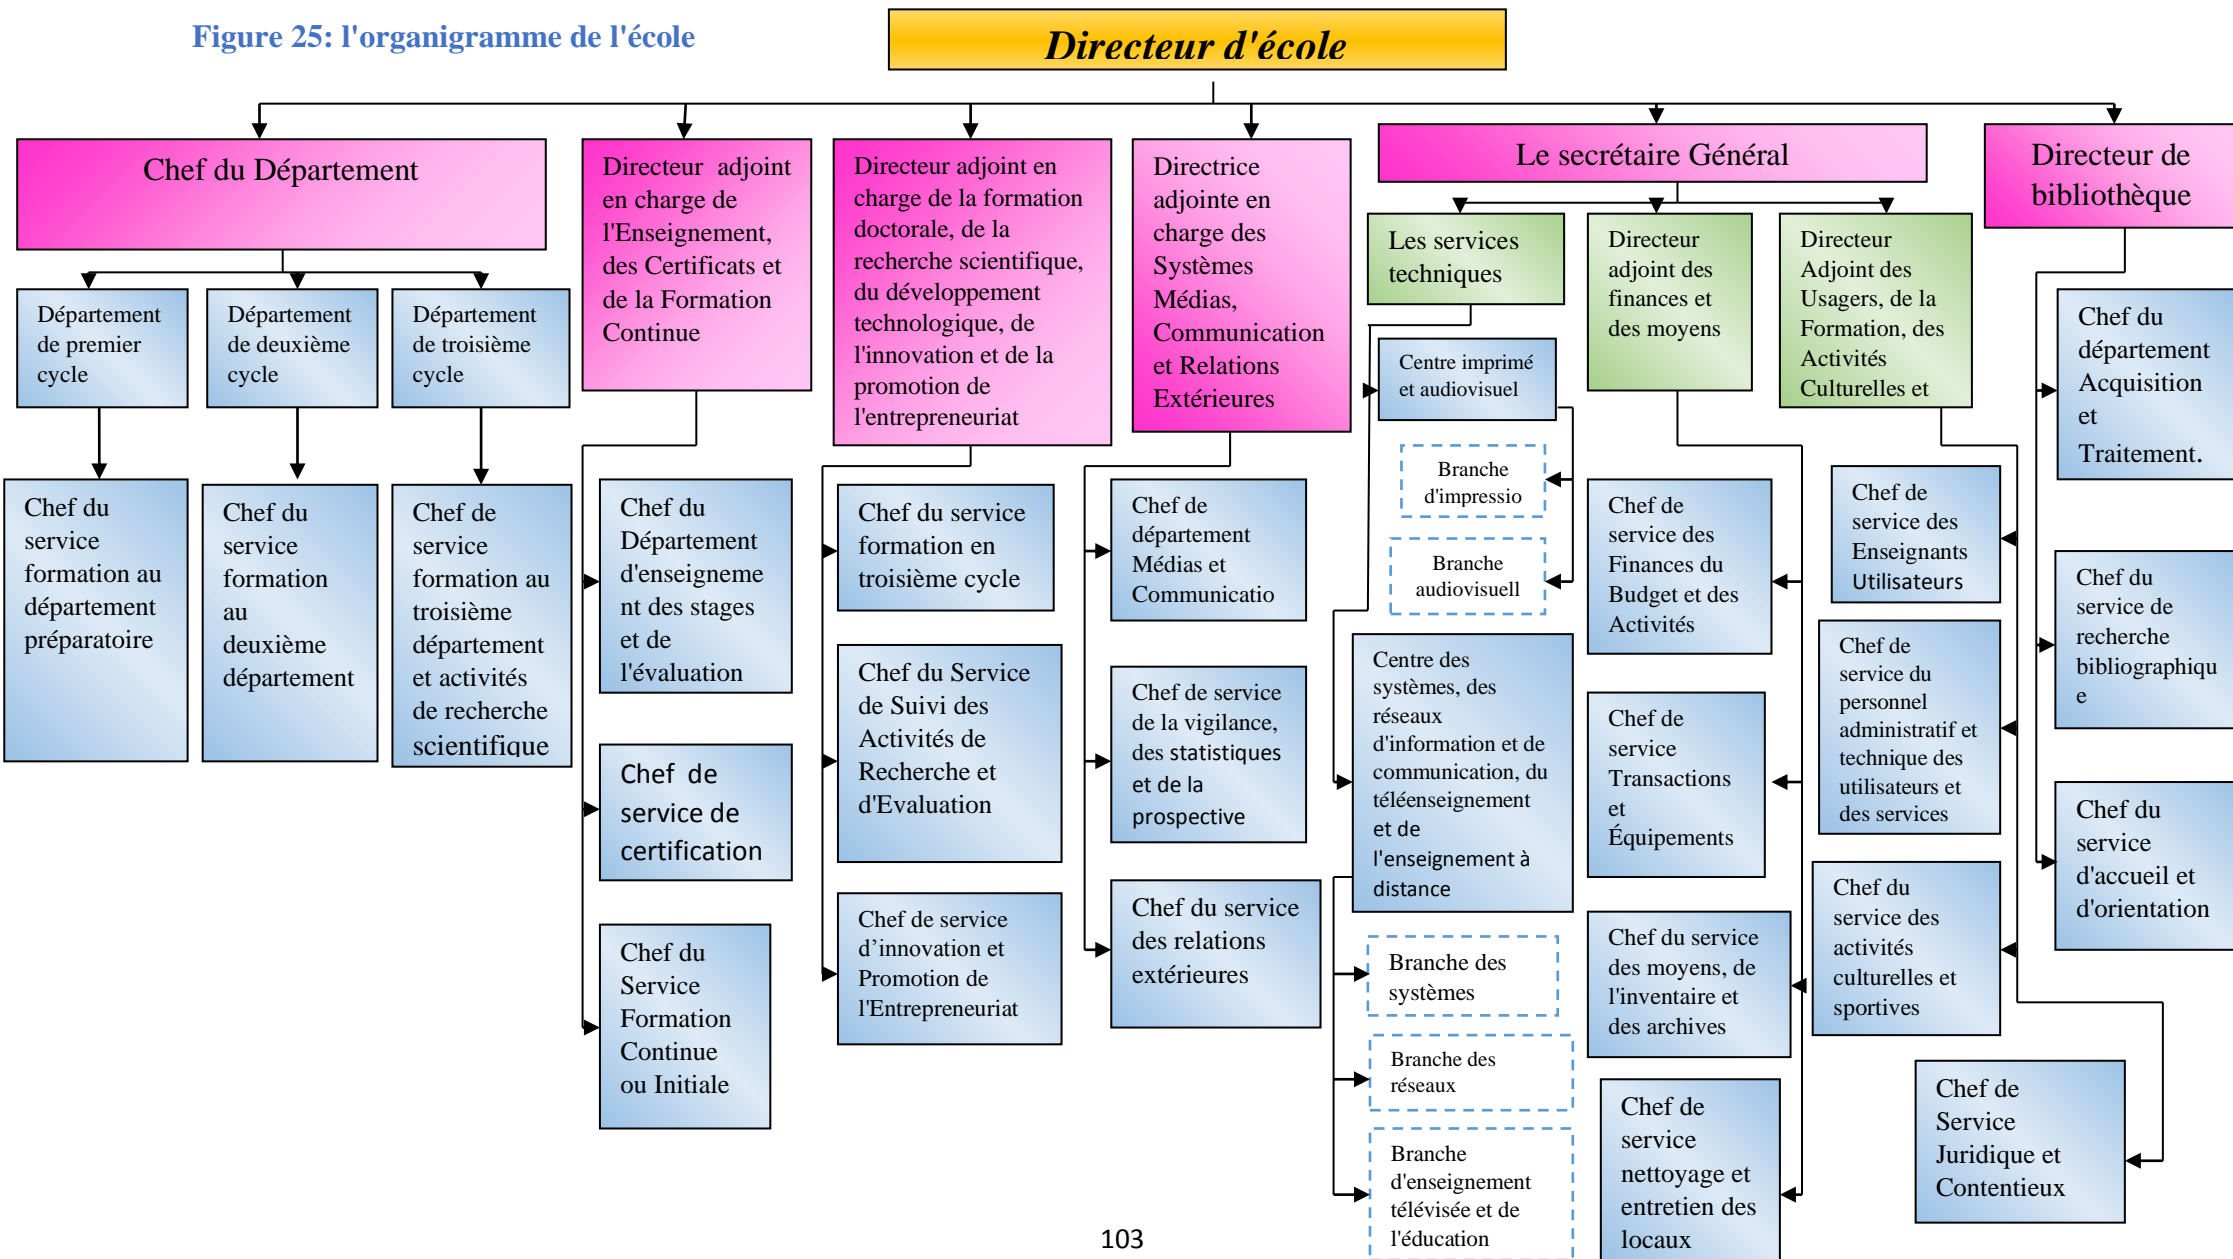 Figure 25: l'organigramme de l'école
Directeur d'école
Chef du Département
Directeur adjoint
en charge de
l'Enseignement,
des Certificats et
de la Formation
Continue
Directeur adjoint en
charge de la formation
doctorale, de la
recherche scientifique,
du développement
technologique, de
l'innovation et de la
promotion de
l'entrepreneuriat
Directrice
adjointe en
charge des
Systèmes
Médias,
Communication
et Relations
Extérieures
Le secrétaire Général
Directeur de
bibliothèque
Les services
techniques
Directeur
adjoint des
finances et
des moyens
Directeur
Adjoint des
Usagers, de la
Formation, des
Activités
Culturelles et
Département
de premier
cycle
Département
de deuxième
cycle
Département
de troisième
cycle
Chef du
service
formation au
département
préparatoire
Chef du
service
formation
au
deuxième
département
Chef de
service
formation au
troisième
département
et activités
de recherche
scientifique
Chef du
Département
d'enseigneme
nt des stages
et de
l'évaluation
Chef de
service de
certification
Chef du
Service
Formation
Continue
ou Initiale
Chef du service
formation en
troisième cycle
Chef du Service
de Suivi des
Activités de
Recherche et
d'Evaluation
Chef de service
d’innovation et
Promotion de
l'Entrepreneuriat
Chef de
département
Médias et
Communicatio
Chef de service
de la vigilance,
des statistiques
et de la
prospective
Chef du service
des relations
extérieures
Centre imprimé
et audiovisuel
Branche
d'impressio
Branche
audiovisuell
Centre des
systèmes, des
réseaux
d'information et de
communication, du
téléenseignement
et de
l'enseignement à
distance
Branche des
systèmes
Branche des
réseaux
Branche
d'enseignement
télévisée et de
l'éducation
Chef de
service des
Finances du
Budget et des
Activités
Chef de
service
Transactions
et
Équipements
Chef du service
des moyens, de
l'inventaire et
des archives
Chef de
service
nettoyage et
entretien des
locaux
Chef de
service des
Enseignants
Utilisateurs
Chef de
service du
personnel
administratif et
technique des
utilisateurs et
des services
Chef du
service des
activités
culturelles et
sportives
Chef de
Service
Juridique et
Contentieux
Chef du
département
Acquisition
et
Traitement.
Chef du
service de
recherche
bibliographiqu
e
Chef du
service
d'accueil et
d'orientation
103